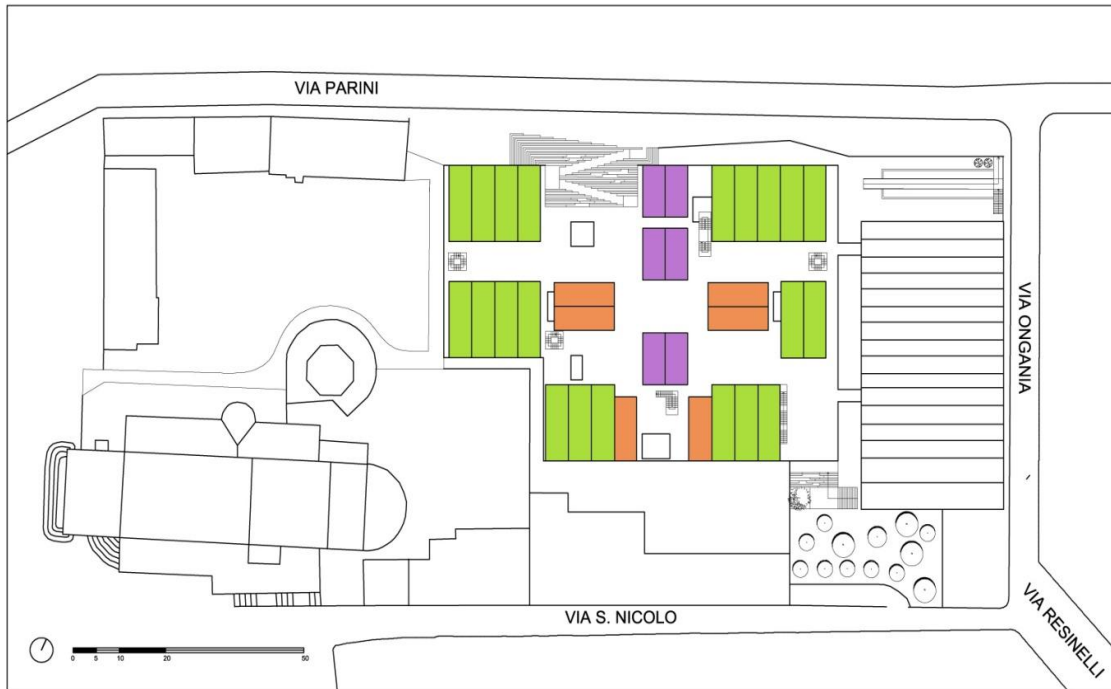 VIA PARINI
VIA ONGANIA
VIA S. NICOLO
VIA RESINELLI
0 5 10 20 50